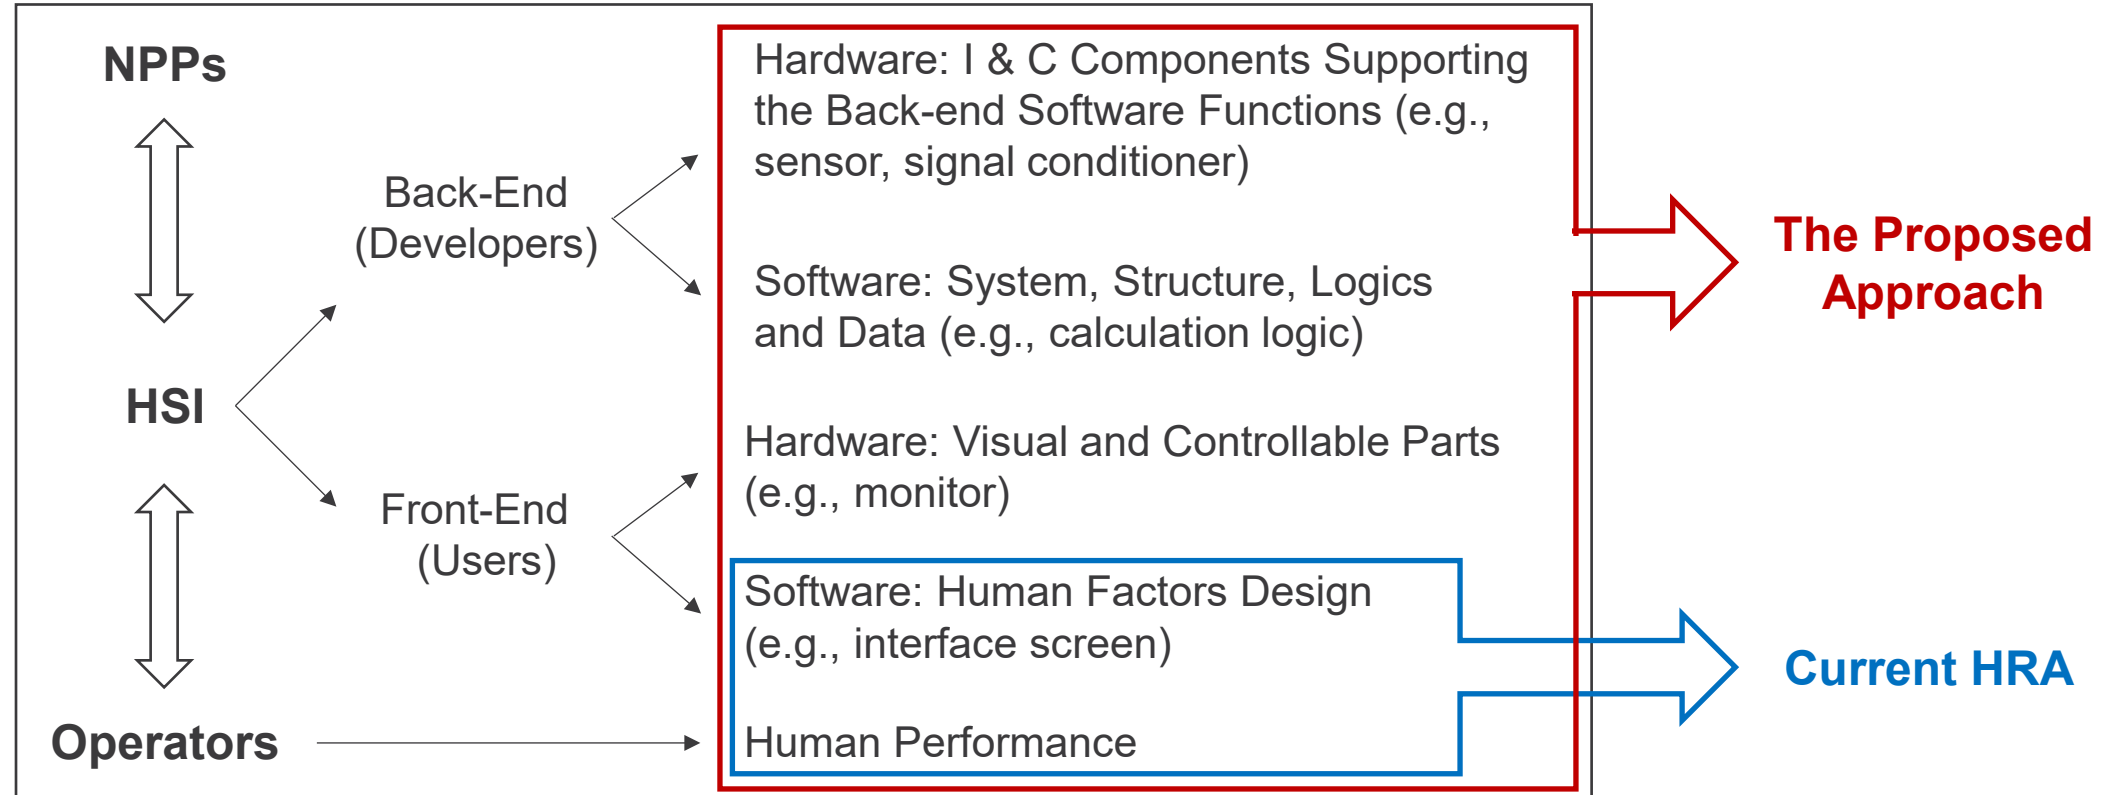 NPPs
HSI
Operators
Back-End
(Developers)
Front-End
(Users)
Hardware: I & C Components Supporting
the Back-end Software Functions (e.g.,
sensor, signal conditioner)
Software: System, Structure, Logics
and Data (e.g., calculation logic)
Hardware: Visual and Controllable Parts
(e.g., monitor)
Software: Human Factors Design
(e.g., interface screen)
Human Performance
The Proposed
Approach
Current HRA